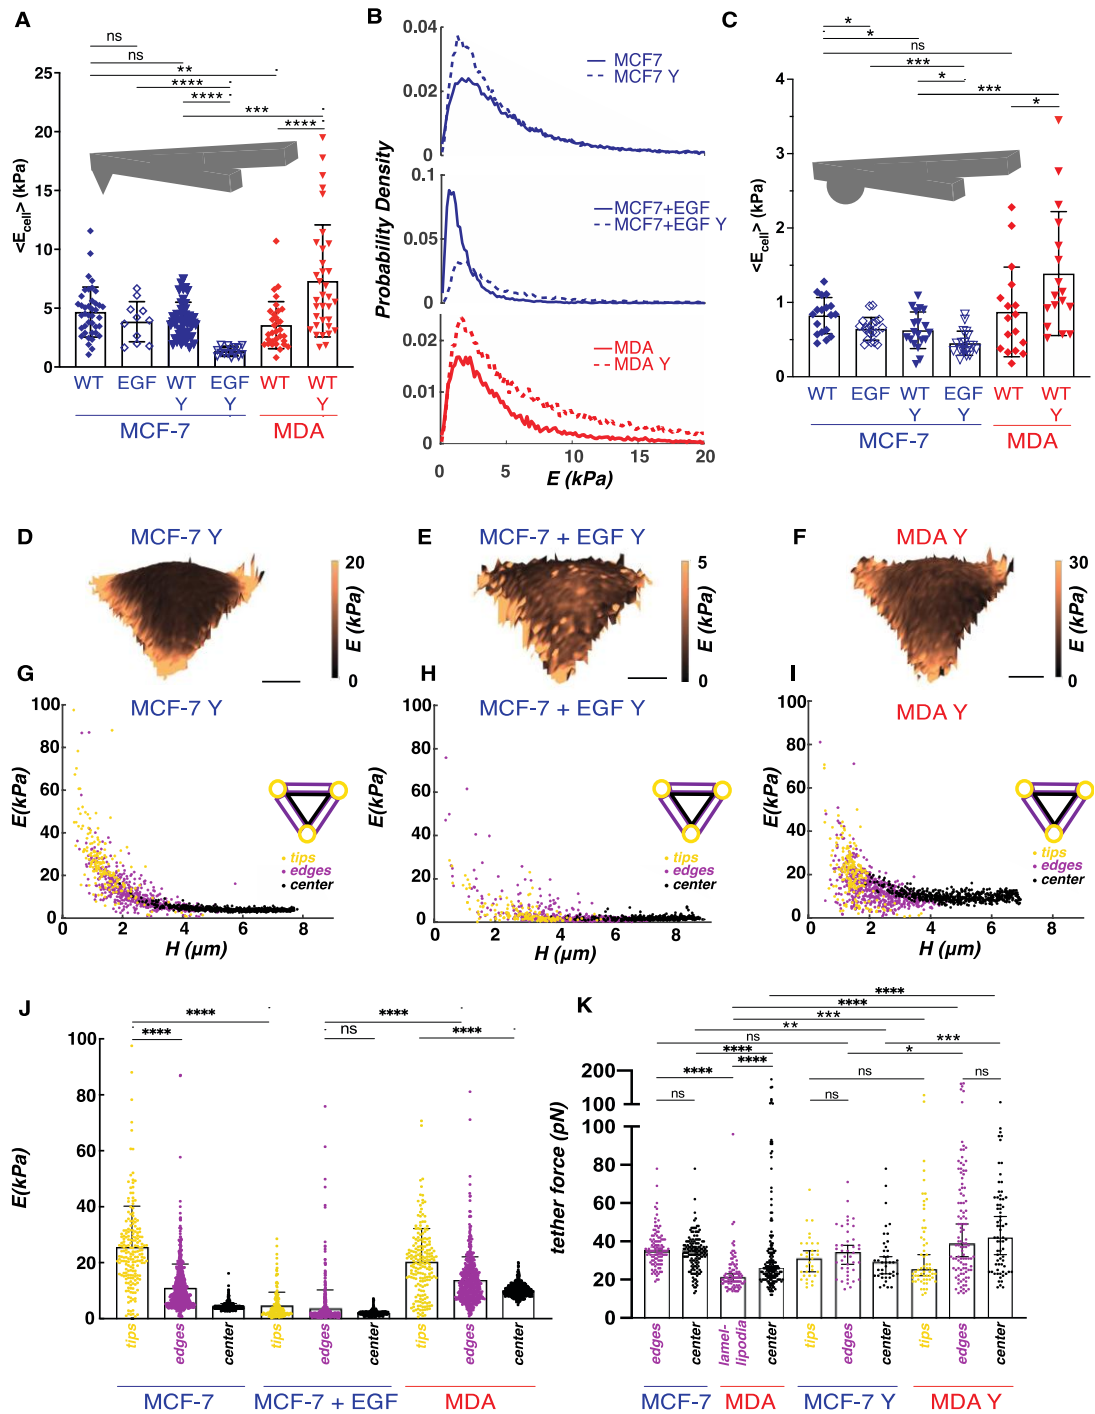 A
ns
ns
**
****
****
***
****
25
20
15
10
5
0
<E_cell> (kPa)
WT EGF WT Y EGF Y WT WT Y
MCF-7 MDA
B
0.04
0.02
0
MCF7
MCF7 Y
0.1
0.05
0
MCF7+EGF
MCF7+EGF Y
0.02
0.01
0
MDA
MDA Y
Probability Density
0 5 10 15 20
E (kPa)
C
*
*
ns
***
*
***
*
4
3
2
1
0
<E_cell> (kPa)
WT EGF WT Y EGF Y WT WT Y
MCF-7 MDA
D
MCF-7 Y
20
E (kPa)
0
E
MCF-7 + EGF Y
5
E (kPa)
0
F
MDA Y
30
E (kPa)
0
G
MCF-7 Y
100
80
60
40
20
0
E(kPa)
tips
edges
center
0 2 4 6 8
H (µm)
H
MCF-7 + EGF Y
100
80
60
40
20
0
E(kPa)
tips
edges
center
0 2 4 6 8
H (µm)
I
MDA Y
100
80
60
40
20
0
E(kPa)
tips
edges
center
0 2 4 6 8
H (µm)
J
****
****
****
ns
****
100
80
60
40
20
0
E(kPa)
tips edges center tips edges center tips edges center
MCF-7 MCF-7 + EGF MDA
K
****
****
***
**
ns
***
****
*
****
****
ns
ns
ns
ns
200
100
100
80
60
40
20
0
tether force (pN)
edges center lamel-lipodia center tips edges center tips edges center
MCF-7 MDA MCF-7 Y MDA Y